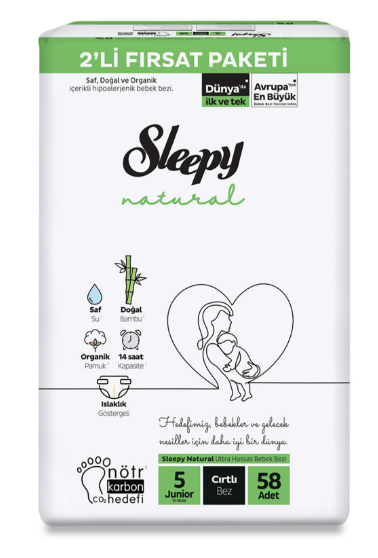 2'Lİ FIRSAT PAKETİ
Saf, Doğal ve Organik
içerikli hipoalerjenik bebek bezi.
Dünya'da
ilk ve tek
Avrupa'nın
En Büyük
Sleepy
natural
Saf
Su
Doğal
Bambu
Organik
Pamuk
14 saat
Kapasite
Islaklık
Göstergeli
Hedefimiz, bebekler ve gelecek
nesiller için daha iyi bir dünya.
Sleepy Natural Ultra Hassas Bebek Bezi
nötr
karbon
CO₂ hedefi
5
Junior
Cırtlı
Bez
58
Adet